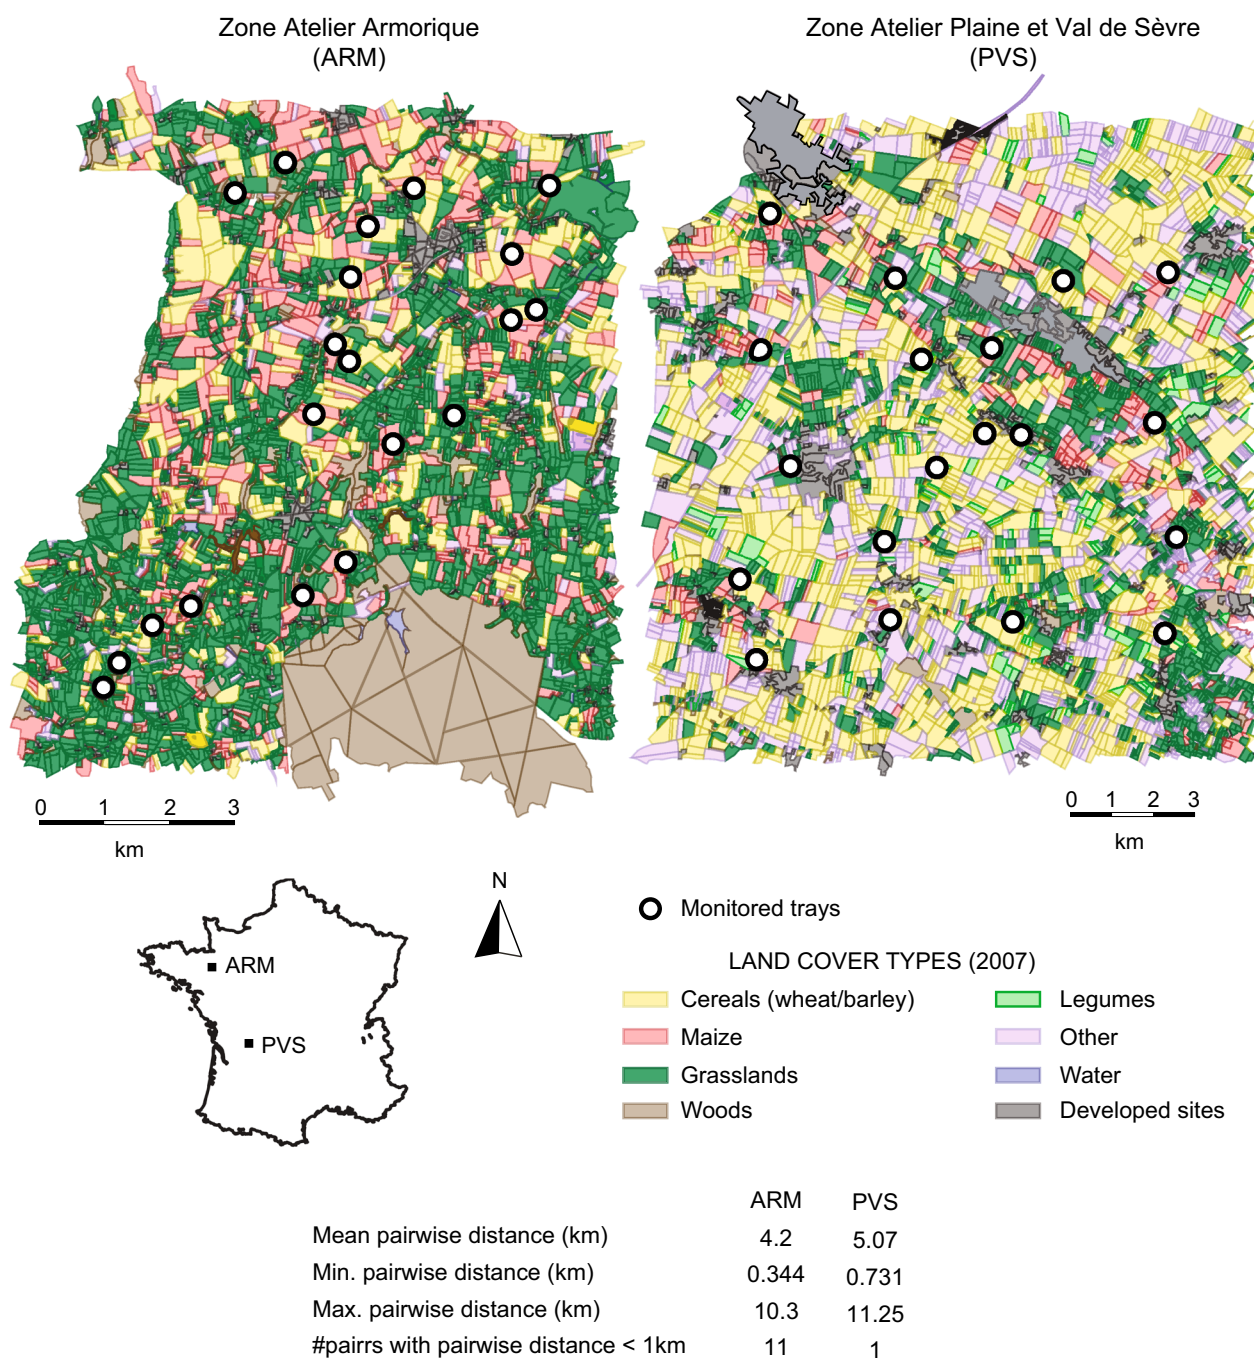 Zone Atelier Armorique
(ARM)
Zone Atelier Plaine et Val de Sèvre
(PVS)
0 1 2 3
km
0 1 2 3
km
N
ARM
PVS
Monitored trays
LAND COVER TYPES (2007)
Cereals (wheat/barley)
Legumes
Maize
Other
Grasslands
Water
Woods
Developed sites
ARM PVS
Mean pairwise distance (km) 4.2 5.07
Min. pairwise distance (km) 0.344 0.731
Max. pairwise distance (km) 10.3 11.25
#pairrs with pairwise distance < 1km 11 1